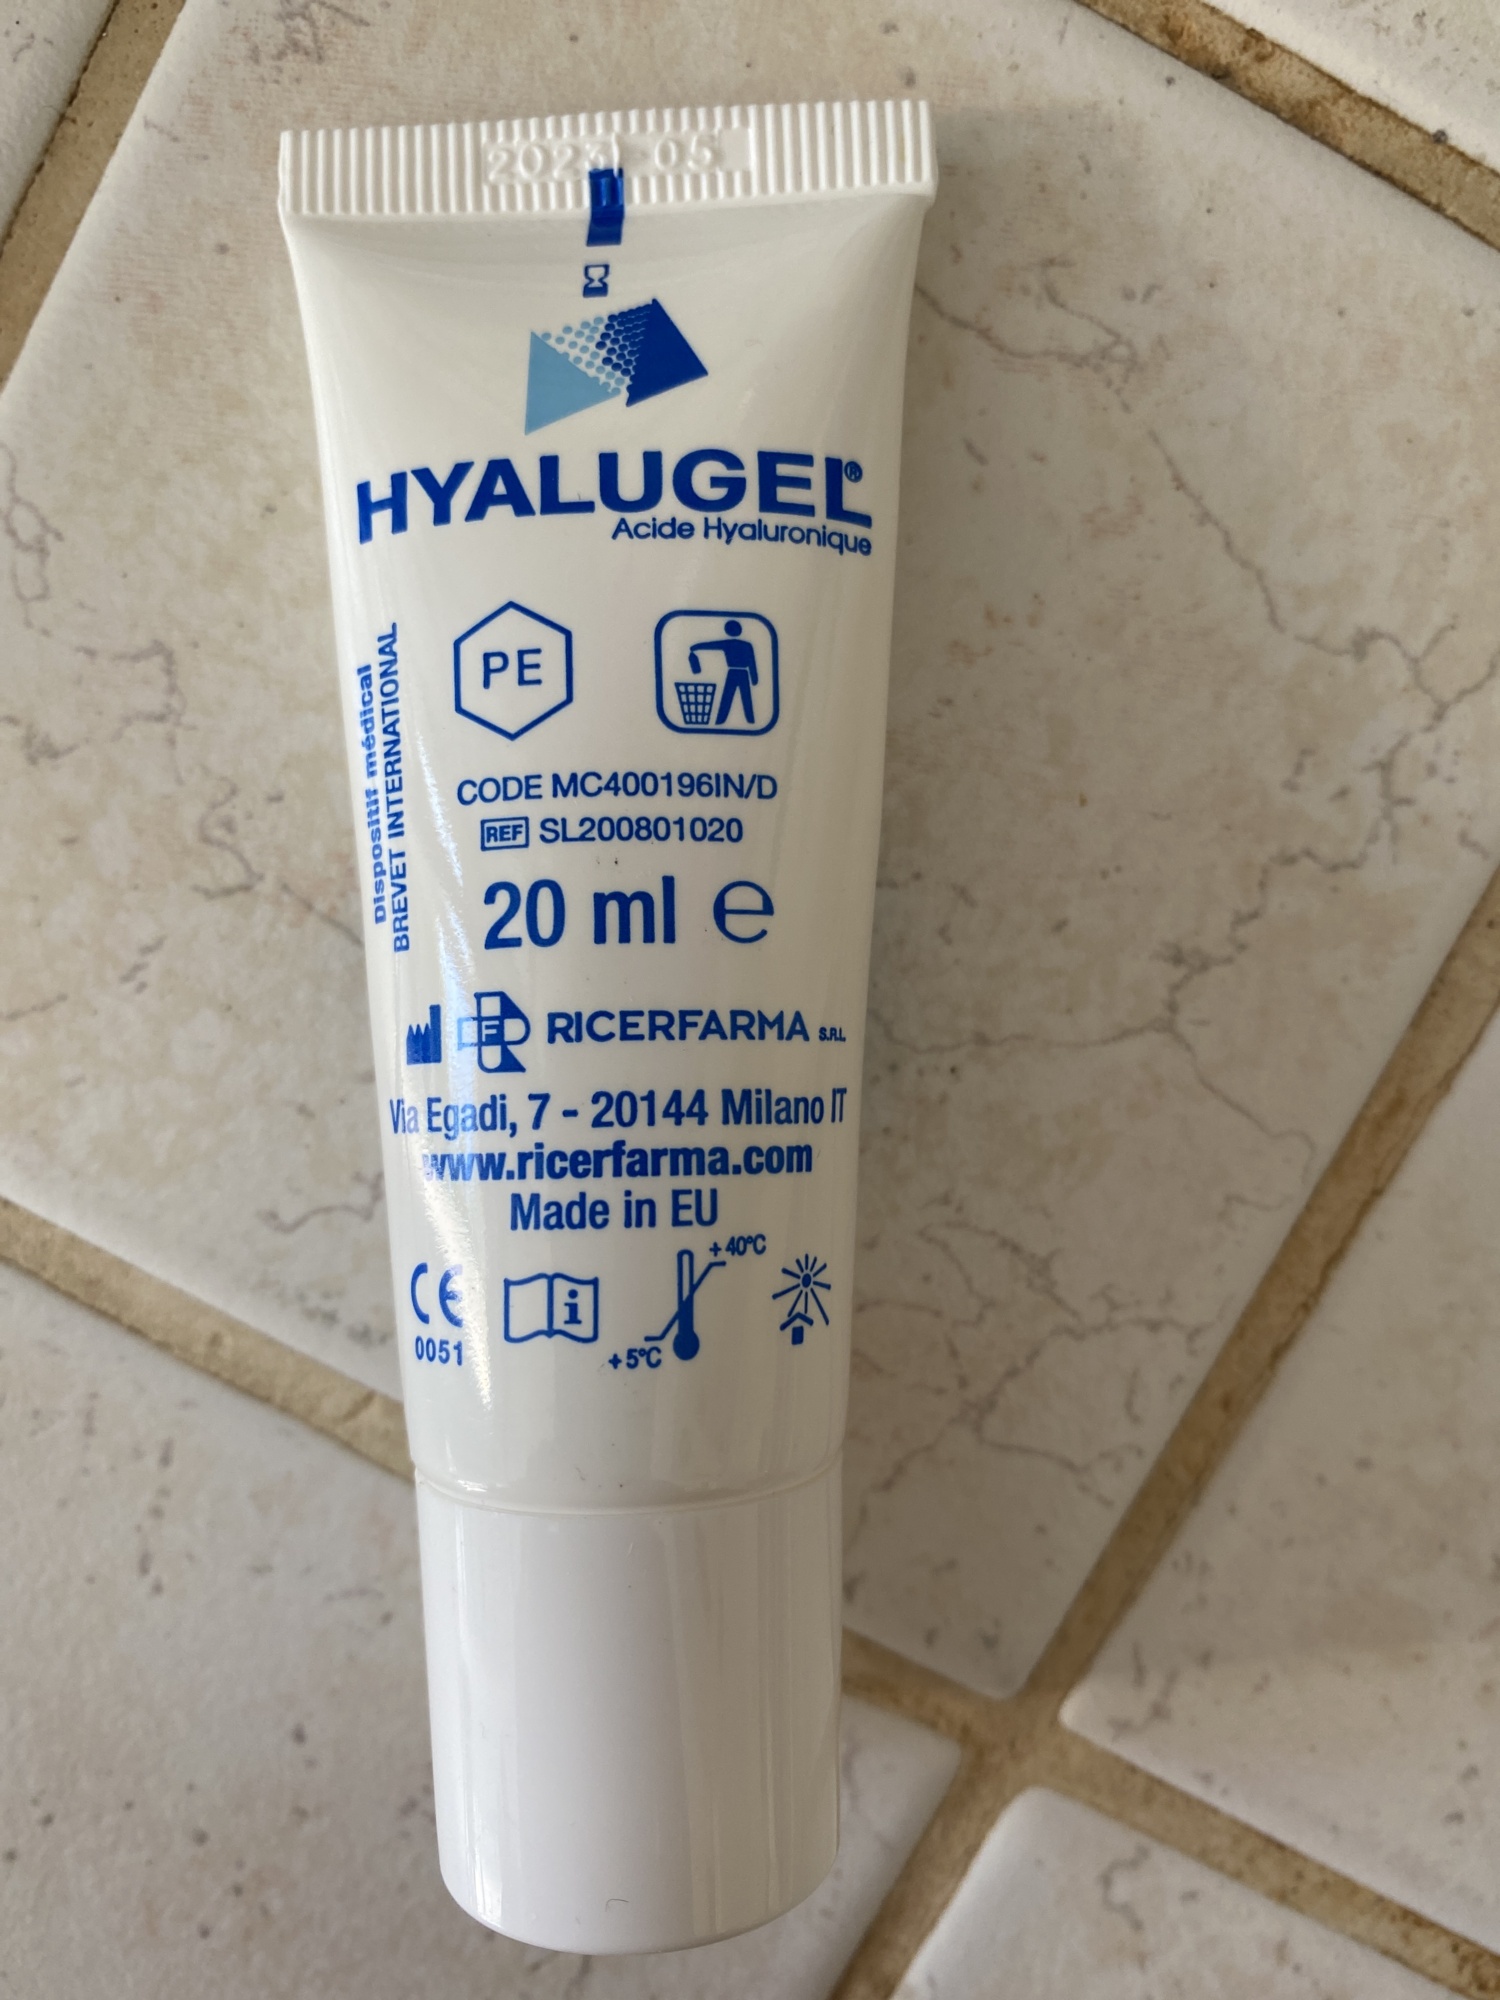 2023 05
HYALUGEL®
Acide Hyaluronique
PE
Dispositif médical
BREVET INTERNATIONAL
CODE MC400196IN/D
REF SL200801020
20 ml e
RICERFARMA S.R.L.
Via Egadi, 7 - 20144 Milano IT
www.ricerfarma.com
Made in EU
CE
0051
i
+40°C
+5°C